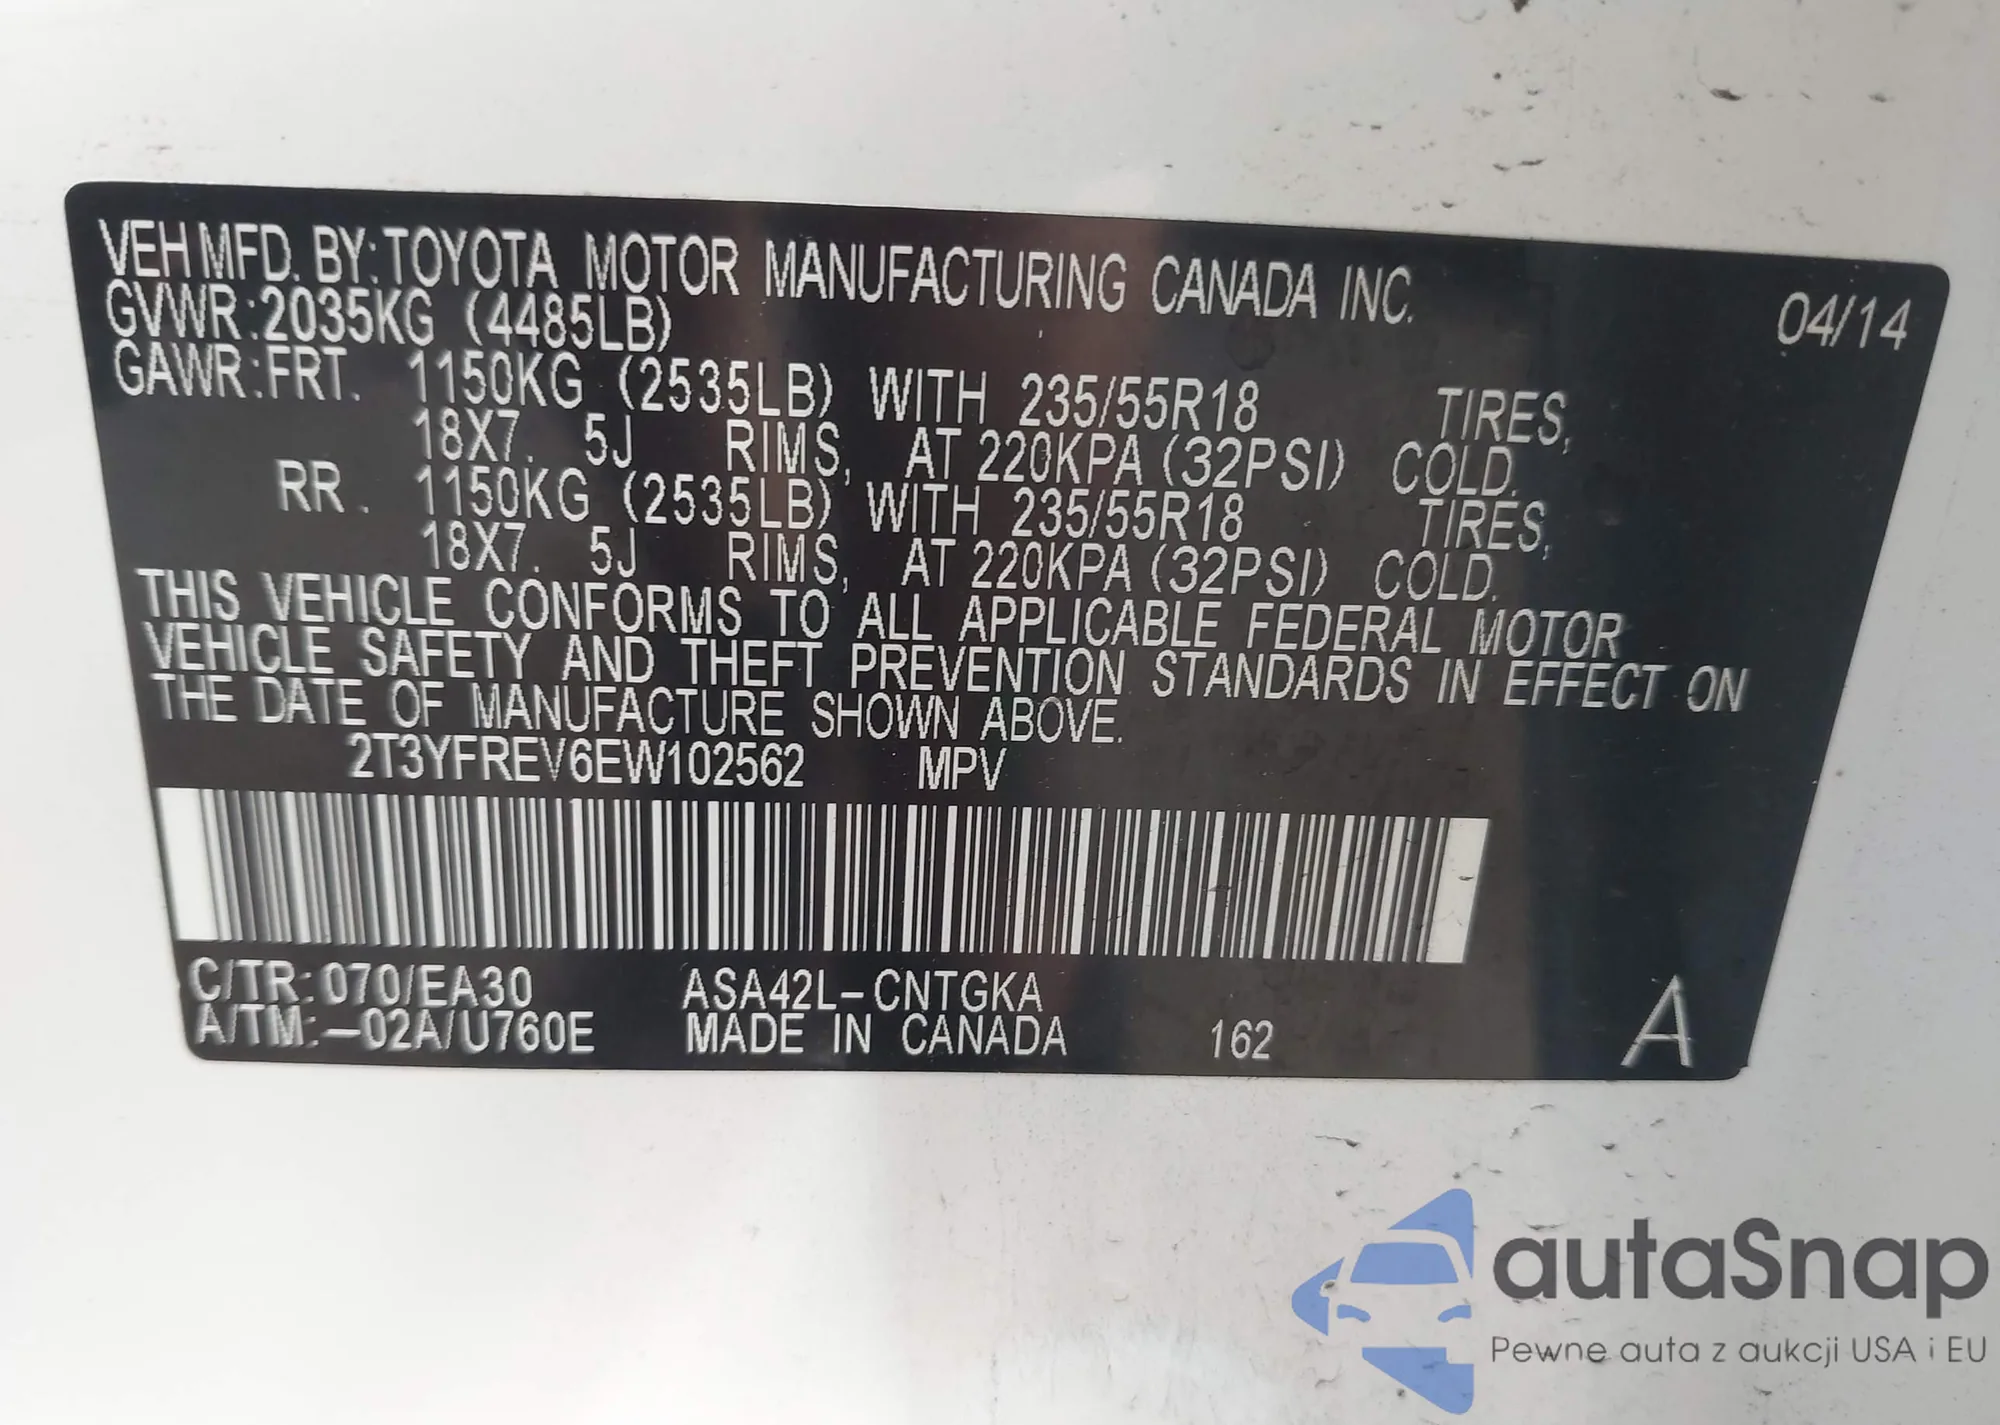 VEH MFD. BY: TOYOTA MOTOR MANUFACTURING CANADA INC. 04/14
GVWR: 2035KG (4485LB)
GAWR: FRT. 1150KG (2535LB) WITH 235/55R18 TIRES,
18X7. 5J RIMS, AT 220KPA (32PSI) COLD.
RR. 1150KG (2535LB) WITH 235/55R18 TIRES,
18X7. 5J RIMS, AT 220KPA (32PSI) COLD.
THIS VEHICLE CONFORMS TO ALL APPLICABLE FEDERAL MOTOR
VEHICLE SAFETY AND THEFT PREVENTION STANDARDS IN EFFECT ON
THE DATE OF MANUFACTURE SHOWN ABOVE.
2T3YFREV6EW102562 MPV
C/TR: 070/EA30 ASA42L-CNTGKA
A/TM: -02A/U760E MADE IN CANADA 162 A
autaSnap
Pewne auta z aukcji USA i EU